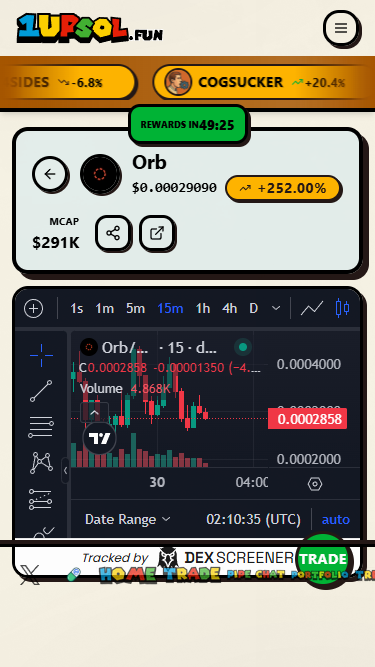 1UPSOL.FUN
SIDES -6.8% COGSUCKER +20.4%
REWARDS IN 49:25
Orb
$0.00029090 +252.00%
MCAP
$291K
1s 1m 5m 15m 1h 4h D
Orb/... · 15 · d...
C0.0002858 -0.00001350 (−4....
Volume 4.868K
0.0004000
0.0002858
0.0002000
30 04:00
Date Range 02:10:35 (UTC) auto
Tracked by DEXSCREENER TRADE
HOME TRADE PIPE CHAT PORTFOLIO